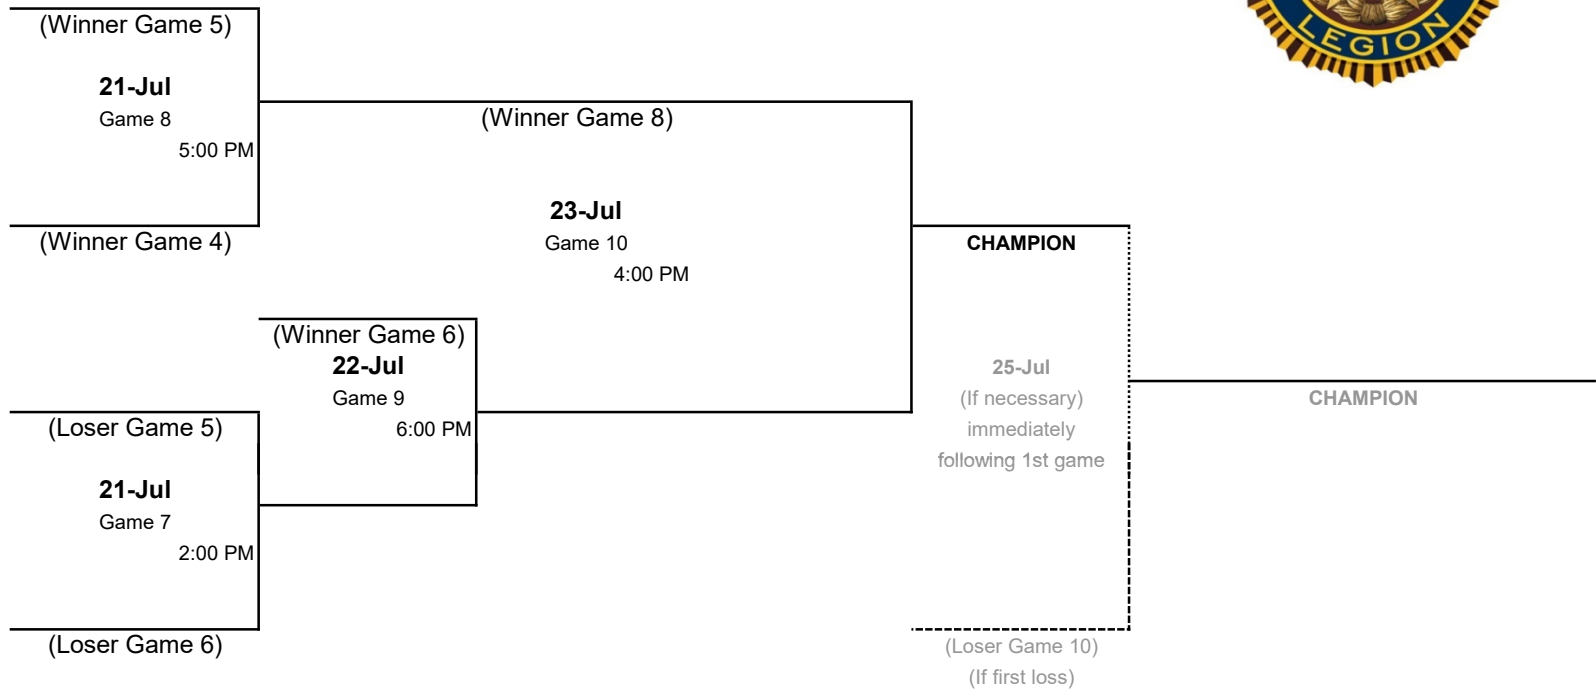 LEGION
(Winner Game 5)
21-Jul
Game 8
5:00 PM
(Winner Game 4)
(Winner Game 8)
23-Jul
Game 10
4:00 PM
(Winner Game 6)
22-Jul
Game 9
6:00 PM
(Loser Game 5)
21-Jul
Game 7
2:00 PM
(Loser Game 6)
CHAMPION
25-Jul
(If necessary)
immediately
following 1st game
(Loser Game 10)
(If first loss)
CHAMPION